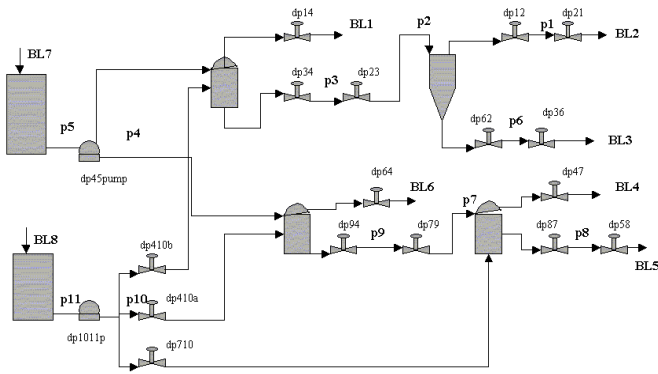 dp14 BL1 p2 dp12 p1 dp21 BL2
BL7
dp34 p3 dp23
p5 p4
dp62 p6 dp36 BL3
dp45pump
dp64 BL6
dp47 BL4
p7
dp94 p9 dp79
dp87 p8 dp58 BL5
BL8
dp410b
p11 p10 dp410a
dp1011p
dp710